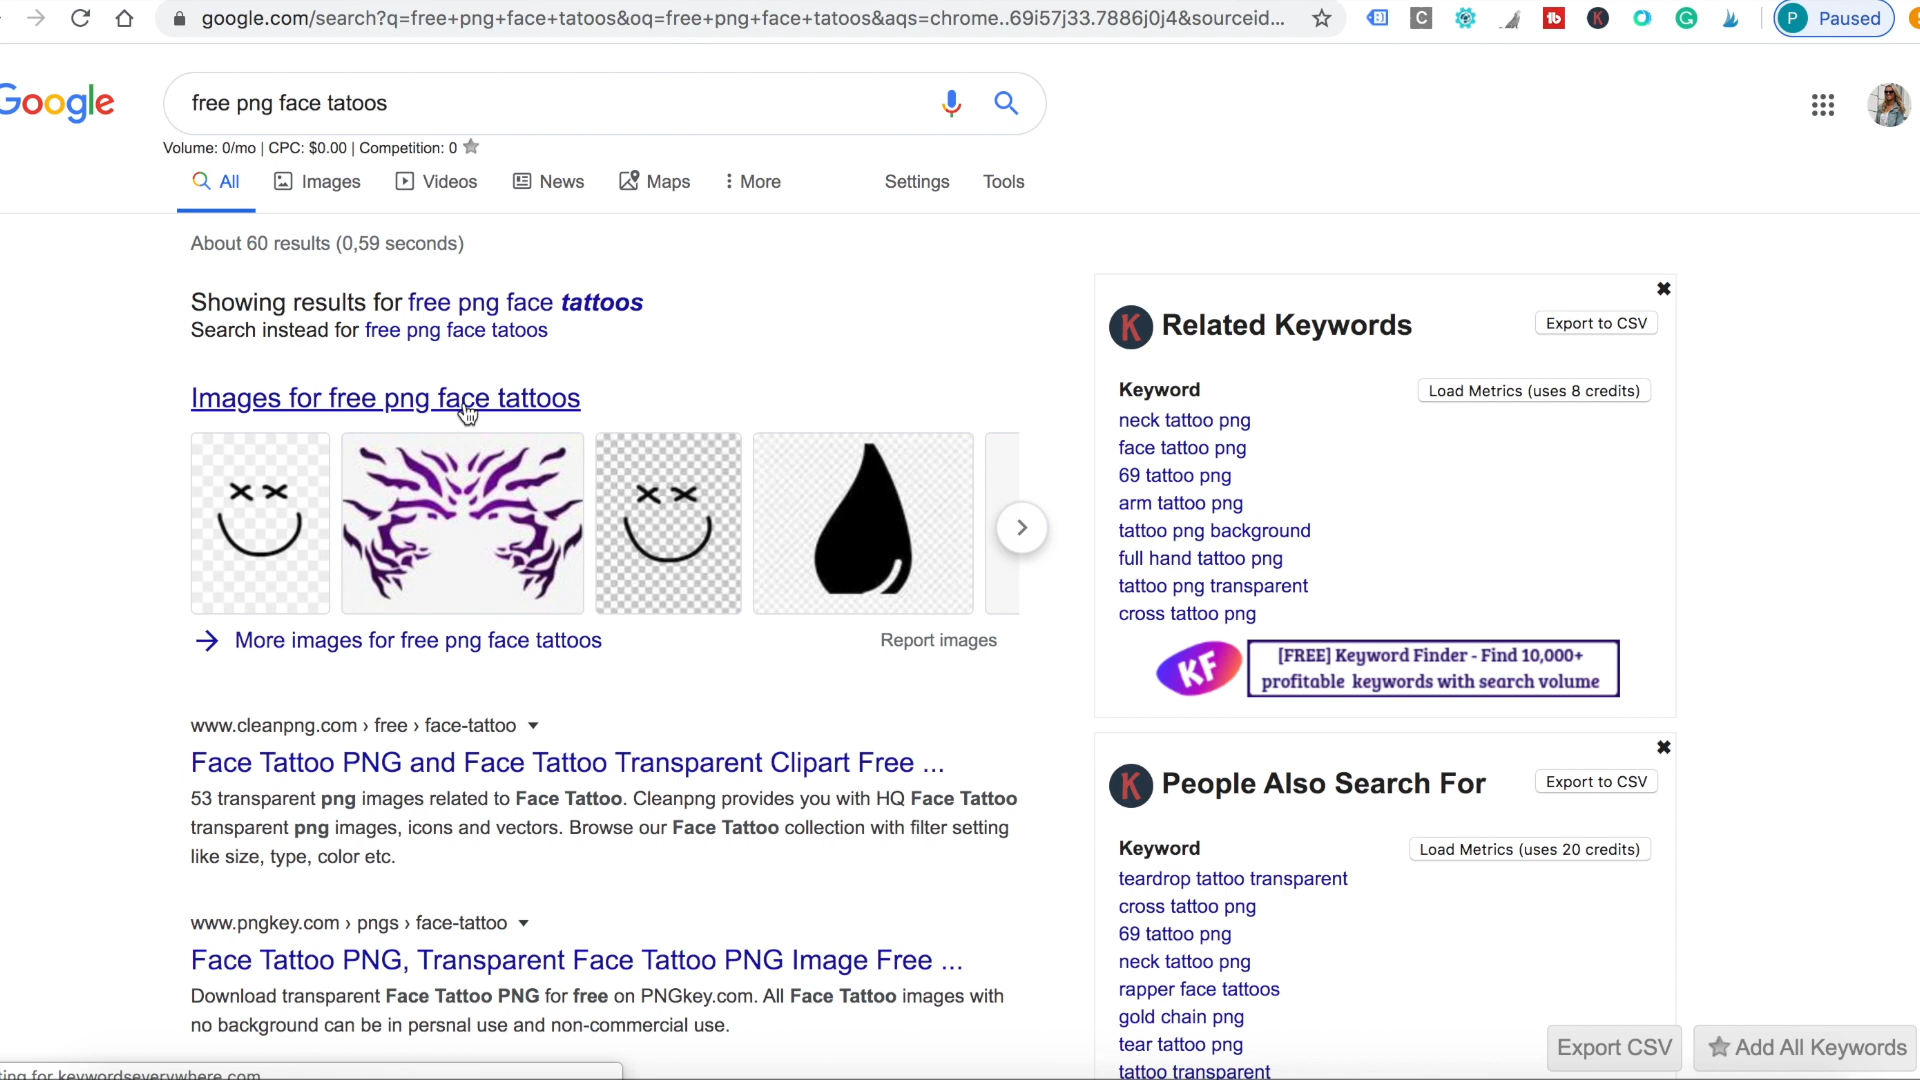 google.com/search?q=free+png+face+tatoos&oq=free+png+face+tatoos&aqs=chrome..69i57j33.7886j0j4&sourceid...
C
tb
K
G
P Paused
Google
free png face tatoos
Volume: 0/mo | CPC: $0.00 | Competition: 0
All
Images
Videos
News
Maps
More
Settings
Tools
About 60 results (0,59 seconds)
Showing results for free png face tattoos
Search instead for free png face tatoos
Images for free png face tattoos
More images for free png face tattoos
Report images
www.cleanpng.com › free › face-tattoo
Face Tattoo PNG and Face Tattoo Transparent Clipart Free ...
53 transparent png images related to Face Tattoo. Cleanpng provides you with HQ Face Tattoo
transparent png images, icons and vectors. Browse our Face Tattoo collection with filter setting
like size, type, color etc.
www.pngkey.com › pngs › face-tattoo
Face Tattoo PNG, Transparent Face Tattoo PNG Image Free ...
Download transparent Face Tattoo PNG for free on PNGkey.com. All Face Tattoo images with
no background can be in persnal use and non-commercial use.
K Related Keywords
Export to CSV
Keyword
Load Metrics (uses 8 credits)
neck tattoo png
face tattoo png
69 tattoo png
arm tattoo png
tattoo png background
full hand tattoo png
tattoo png transparent
cross tattoo png
KF
[FREE] Keyword Finder - Find 10,000+
profitable keywords with search volume
K People Also Search For
Export to CSV
Keyword
Load Metrics (uses 20 credits)
teardrop tattoo transparent
cross tattoo png
69 tattoo png
neck tattoo png
rapper face tattoos
gold chain png
tear tattoo png
tattoo transparent
Export CSV
Add All Keywords
ting for keywordseverywhere.com